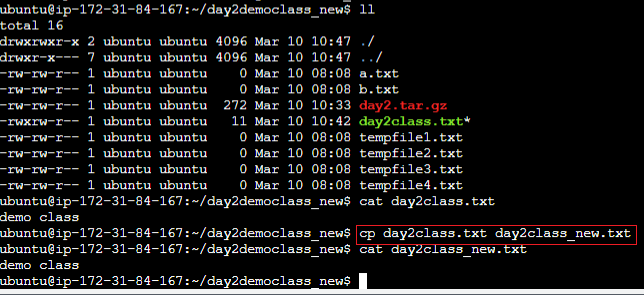 ubuntu@ip-172-31-84-167:~/day2democlass_new$ ll
total 16
drwxrwxr-x 2 ubuntu ubuntu 4096 Mar 10 10:47 ./
drwxr-x--- 7 ubuntu ubuntu 4096 Mar 10 10:47 ../
-rw-rw-r-- 1 ubuntu ubuntu    0 Mar 10 08:08 a.txt
-rw-rw-r-- 1 ubuntu ubuntu    0 Mar 10 08:08 b.txt
-rw-rw-r-- 1 ubuntu ubuntu  272 Mar 10 10:33 day2.tar.gz
-rwxrw-r-- 1 ubuntu ubuntu   11 Mar 10 10:42 day2class.txt*
-rw-rw-r-- 1 ubuntu ubuntu    0 Mar 10 08:08 tempfile1.txt
-rw-rw-r-- 1 ubuntu ubuntu    0 Mar 10 08:08 tempfile2.txt
-rw-rw-r-- 1 ubuntu ubuntu    0 Mar 10 08:08 tempfile3.txt
-rw-rw-r-- 1 ubuntu ubuntu    0 Mar 10 08:08 tempfile4.txt
ubuntu@ip-172-31-84-167:~/day2democlass_new$ cat day2class.txt
demo class
ubuntu@ip-172-31-84-167:~/day2democlass_new$ cp day2class.txt day2class_new.txt
ubuntu@ip-172-31-84-167:~/day2democlass_new$ cat day2class_new.txt
demo class
ubuntu@ip-172-31-84-167:~/day2democlass_new$